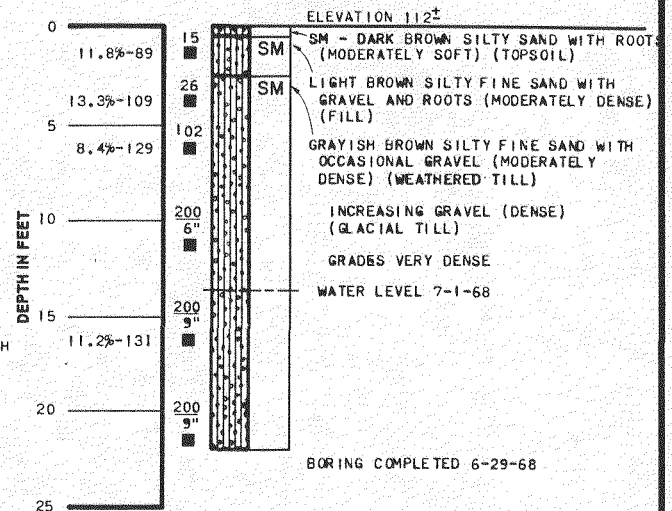 ELEVATION 112±
0
15
SM - DARK BROWN SILTY SAND WITH ROOTS
11.8%-89
SM
(MODERATELY SOFT) (TOPSOIL)
26
SM
LIGHT BROWN SILTY FINE SAND WITH
13.3%-109
GRAVEL AND ROOTS (MODERATELY DENSE)
(FILL)
5
102
8.4%-129
GRAYISH BROWN SILTY FINE SAND WITH
OCCASIONAL GRAVEL (MODERATELY
DENSE) (WEATHERED TILL)
10
200
6"
INCREASING GRAVEL (DENSE)
(GLACIAL TILL)
GRADES VERY DENSE
WATER LEVEL 7-1-68
DEPTH IN FEET
15
200
9"
H
11.2%-131
20
200
9"
BORING COMPLETED 6-29-68
25